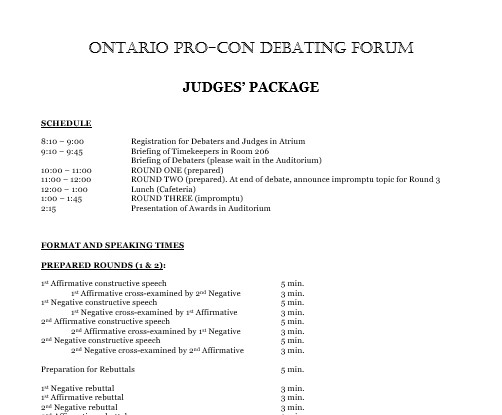 ONTARIO PRO-CON DEBATING FORUM
JUDGES' PACKAGE
SCHEDULE
8:10 – 9:00 Registration for Debaters and Judges in Atrium
9:10 – 9:45 Briefing of Timekeepers in Room 206
Briefing of Debaters (please wait in the Auditorium)
10:00 – 11:00 ROUND ONE (prepared)
11:00 – 12:00 ROUND TWO (prepared). At end of debate, announce impromptu topic for Round 3
12:00 – 1:00 Lunch (Cafeteria)
1:00 – 1:45 ROUND THREE (impromptu)
2:15 Presentation of Awards in Auditorium
FORMAT AND SPEAKING TIMES
PREPARED ROUNDS (1 & 2):
1st Affirmative constructive speech 5 min.
1st Affirmative cross-examined by 2nd Negative 3 min.
1st Negative constructive speech 5 min.
1st Negative cross-examined by 1st Affirmative 3 min.
2nd Affirmative constructive speech 5 min.
2nd Affirmative cross-examined by 1st Negative 3 min.
2nd Negative constructive speech 5 min.
2nd Negative cross-examined by 2nd Affirmative 3 min.
Preparation for Rebuttals 5 min.
1st Negative rebuttal 3 min.
1st Affirmative rebuttal 3 min.
2nd Negative rebuttal 3 min.